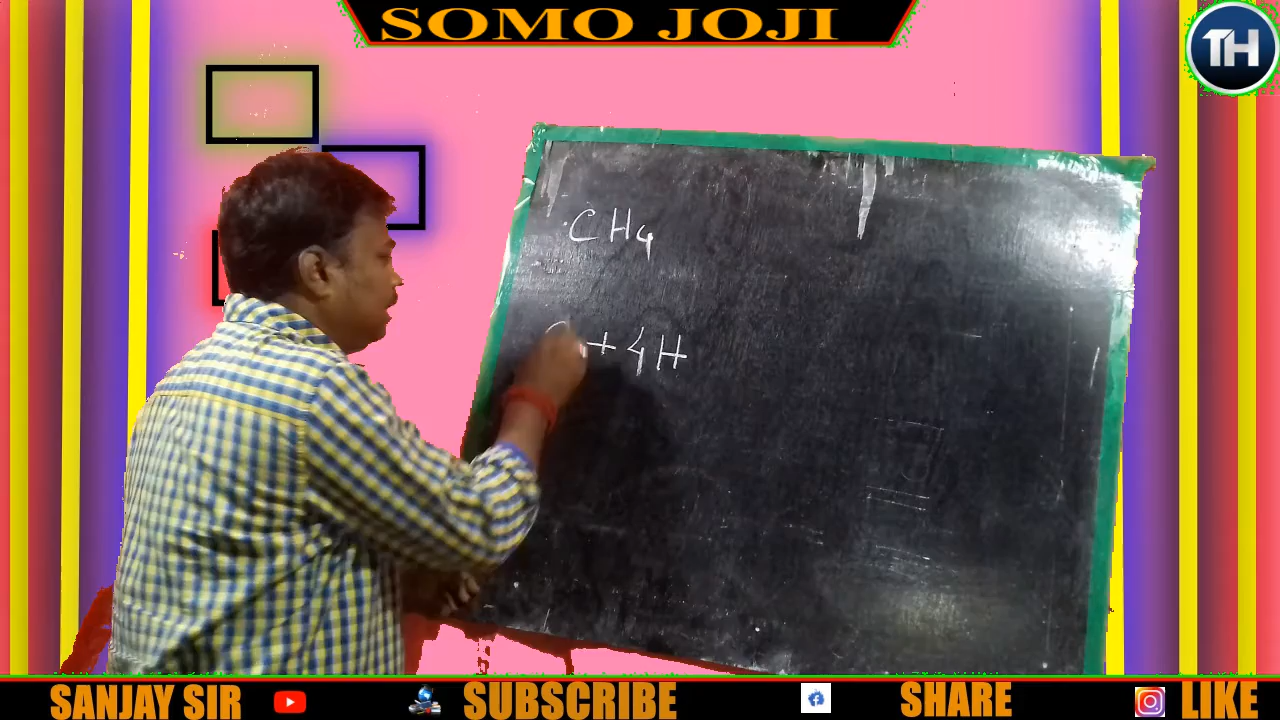 SOMO JOJI
TH
CH4
+ 4H
SANJAY SIR SUBSCRIBE SHARE LIKE